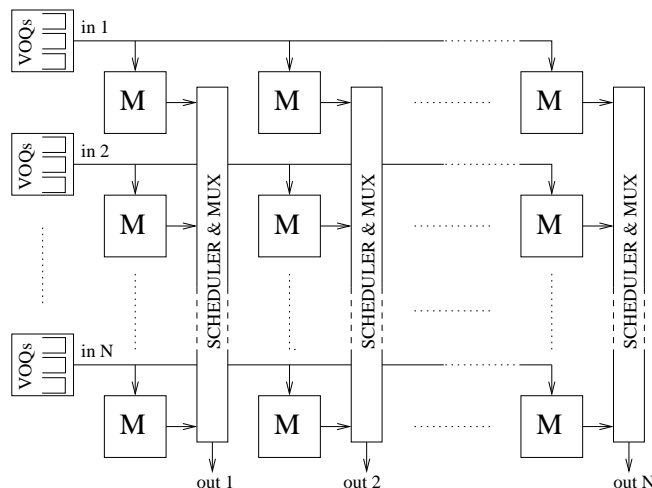 VOQs
in 1
M
M
M
VOQs
in 2
M
M
M
SCHEDULER & MUX
SCHEDULER & MUX
SCHEDULER & MUX
VOQs
in N
M
M
M
out 1
out 2
out N